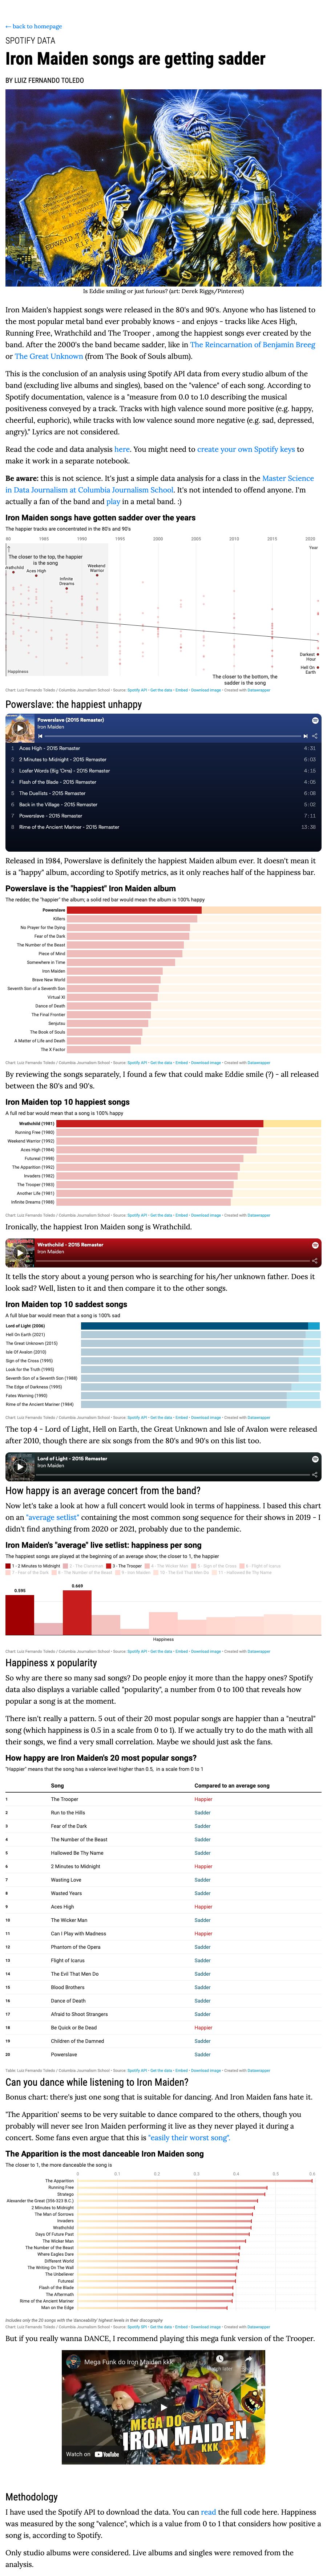 ← back to homepage
SPOTIFY DATA
Iron Maiden songs are getting sadder
BY LUIZ FERNANDO TOLEDO
Is Eddie smiling or just furious? (art: Derek Riggs/Pinterest)
Iron Maiden's happiest songs were released in the 80's and 90's. Anyone who has listened to
the most popular metal band ever probably knows - and enjoys - tracks like Aces High,
Running Free, Wrathchild and The Trooper , among the happiest songs ever created by the
band. After the 2000's the band became sadder, like in The Reincarnation of Benjamin Breeg
or The Great Unknown (from The Book of Souls album).
This is the conclusion of an analysis using Spotify API data from every studio album of the
band (excluding live albums and singles), based on the "valence" of each song. According to
Spotify documentation, valence is a "measure from 0.0 to 1.0 describing the musical
positiveness conveyed by a track. Tracks with high valence sound more positive (e.g. happy,
cheerful, euphoric), while tracks with low valence sound more negative (e.g. sad, depressed,
angry)." Lyrics are not considered.
Read the code and data analysis here. You might need to create your own Spotify keys to
make it work in a separate notebook.
Be aware: this is not science. It's just a simple data analysis for a class in the Master Science
in Data Journalism at Columbia Journalism School. It's not my intention to offend anyone. I'm
actually a fan of the band and play in a metal band. :)
Iron Maiden songs have gotten sadder over the years
The happier tracks are concentrated in the 80's and 90's
80 1985 1990 1995 2000 2005 2010 2015 2020
Year
The closer to the top, the happier
is the song
Wrathchild
Aces High
Infinite
Dreams
Weekend
Warrior
Darkest
Hour
Hell On
Earth
Happiness
The closer to the bottom, the
sadder is the song
Chart: Luiz Fernando Toledo / Columbia Journalism School • Source: Spotify API • Get the data • Embed • Download image • Created with Datawrapper
Powerslave: the happiest unhappy
Powerslave (2015 Remaster)
Iron Maiden
1 Aces High - 2015 Remaster 4:31
2 2 Minutes to Midnight - 2015 Remaster 6:03
3 Losfer Words (Big 'Orra) - 2015 Remaster 4:15
4 Flash of the Blade - 2015 Remaster 4:05
5 The Duellists - 2015 Remaster 6:06
6 Back in the Village - 2015 Remaster 5:02
7 Powerslave - 2015 Remaster 7:11
8 Rime of the Ancient Mariner - 2015 Remaster 13:38
Released in 1984, Powerslave is definitely the happiest Maiden album ever. It doesn't mean it
is a "happy" album, according to Spotify metrics, as it only reaches half of the happiness bar.
Powerslave is the "happiest" Iron Maiden album
The redder, the "happier" the album; a solid red bar would mean the album is 100% happy
Powerslave
Killers
No Prayer for the Dying
Fear of the Dark
The Number of the Beast
Piece of Mind
Somewhere in Time
Iron Maiden
Brave New World
Seventh Son of a Seventh Son
Virtual XI
Dance of Death
The Final Frontier
Senjutsu
The Book of Souls
A Matter of Life and Death
The X Factor
Chart: Luiz Fernando Toledo / Columbia Journalism School • Source: Spotify API • Get the data • Embed • Download image • Created with Datawrapper
By reviewing the songs separately, I found a few that could make Eddie smile (?) - all released
between the 80's and 90's.
Iron Maiden top 10 happiest songs
A full red bar would mean that a song is 100% happy
Wrathchild (1981)
Running Free (1980)
Weekend Warrior (1992)
Aces High (1984)
Futureal (1998)
The Apparition (1992)
Invaders (1982)
The Trooper (1983)
Another Life (1981)
Infinite Dreams (1988)
Chart: Luiz Fernando Toledo / Columbia Journalism School • Source: Spotify API • Get the data • Embed • Download image • Created with Datawrapper
Ironically, the happiest Iron Maiden song is Wrathchild.
Wrathchild - 2015 Remaster
Iron Maiden
It tells the story about a young person who is searching for his/her unknown father. Does it
look sad? Well, listen to it and then compare it to the other songs.
Iron Maiden top 10 saddest songs
A full blue bar would mean that a song is 100% sad
Lord of Light (2006)
Hell On Earth (2021)
The Great Unknown (2015)
Isle Of Avalon (2010)
Sign of the Cross (1995)
Look for the Truth (1995)
Seventh Son of a Seventh Son (1988)
The Edge of Darkness (1995)
Fates Warning (1990)
Rime of the Ancient Mariner (1984)
Chart: Luiz Fernando Toledo / Columbia Journalism School • Source: Spotify API • Get the data • Embed • Download image • Created with Datawrapper
The top 4 - Lord of Light, Hell on Earth, the Great Unknown and Isle of Avalon were released
after 2010, though there are six songs from the 80's and 90's on this list too.
Lord of Light - 2015 Remaster
Iron Maiden
How happy is an average concert from the band?
Now let's take a look at how a full concert would look in terms of happiness. I based this chart
on an "average setlist" containing the most common song sequence for their shows in 2019 - I
didn't find anything from 2020 or 2021, probably due to the pandemic.
Iron Maiden's "average" live setlist: happiness per song
The happiest songs are played at the beginning of an average show; the closer to 1, the happier
1 - 2 Minutes to Midnight 2 - The Clansman 3 - The Trooper 4 - The Wicker Man 5 - Sign of the Cross 6 - Flight of Icarus
7 - Fear of the Dark 8 - The Number of the Beast 9 - Iron Maiden 10 - The Evil That Men Do 11 - Hallowed Be Thy Name
0.595
0.669
Happiness
Chart: Luiz Fernando Toledo / Columbia Journalism School • Source: Spotify API • Get the data • Embed • Download image • Created with Datawrapper
Happiness x popularity
So why are there so many sad songs? Do people enjoy it more than the happy ones? Spotify
data also displays a variable called "popularity", a number from 0 to 100 that reveals how
popular a song is at the moment.
There isn't really a pattern. 5 out of their 20 most popular songs are happier than a "neutral"
song (which happiness is 0.5 in a scale from 0 to 1). If we actually try to do the math with all
their songs, we find a very small correlation. Maybe we should just ask the fans.
How happy are Iron Maiden's 20 most popular songs?
"Happier" means that the song has a valence level higher than 0.5, in a scale from 0 to 1
Song Compared to an average song
1 The Trooper Happier
2 Run to the Hills Sadder
3 Fear of the Dark Sadder
4 The Number of the Beast Sadder
5 Hallowed Be Thy Name Sadder
6 2 Minutes to Midnight Happier
7 Wasting Love Sadder
8 Wasted Years Sadder
9 Aces High Happier
10 The Wicker Man Sadder
11 Can I Play with Madness Happier
12 Phantom of the Opera Sadder
13 Flight of Icarus Sadder
14 The Evil That Men Do Sadder
15 Blood Brothers Sadder
16 Dance of Death Sadder
17 Afraid to Shoot Strangers Sadder
18 Be Quick or Be Dead Happier
19 Children of the Damned Sadder
20 Powerslave Sadder
Table: Luiz Fernando Toledo / Columbia Journalism School • Source: Spotify API • Get the data • Embed • Download image • Created with Datawrapper
Can you dance while listening to Iron Maiden?
Bonus chart: there's just one song that is suitable for dancing. And Iron Maiden fans hate it.
'The Apparition' seems to be very suitable to dance compared to the others, though you
probably will never see Iron Maiden performing it live as they never played it during a
concert. Some fans even argue that this is "easily their worst song".
The Apparition is the most danceable Iron Maiden song
The closer to 1, the more danceable the song is
0 0.1 0.2 0.3 0.4 0.5 0.6
The Apparition
Running Free
Stratego
Alexander the Great (356-323 B.C.)
2 Minutes to Midnight
The Man of Sorrows
Invaders
Wrathchild
Days Of Future Past
The Wicker Man
The Number of the Beast
Where Eagles Dare
Different World
The Writing On The Wall
The Unbeliever
Futureal
Flash of the Blade
The Aftermath
Rime of the Ancient Mariner
Man on the Edge
Includes only the 20 songs with the 'danceability' highest levels in their discography
Chart: Luiz Fernando Toledo / Columbia Journalism School • Source: Spotify API • Get the data • Embed • Download image • Created with Datawrapper
But if you really wanna DANCE, I recommend playing this mega funk version of the Trooper.
Mega Funk do Iron Maiden kkk
MEGA DO
IRON MAIDEN
KKK
Watch on YouTube
Methodology
I have used the Spotify API to download the data. You can read the full code here. Happiness
was measured by the song "valence", which is a value from 0 to 1 that considers how positive a
song is, according to Spotify.
Only studio albums were considered. Live albums and singles were removed from the
analysis.